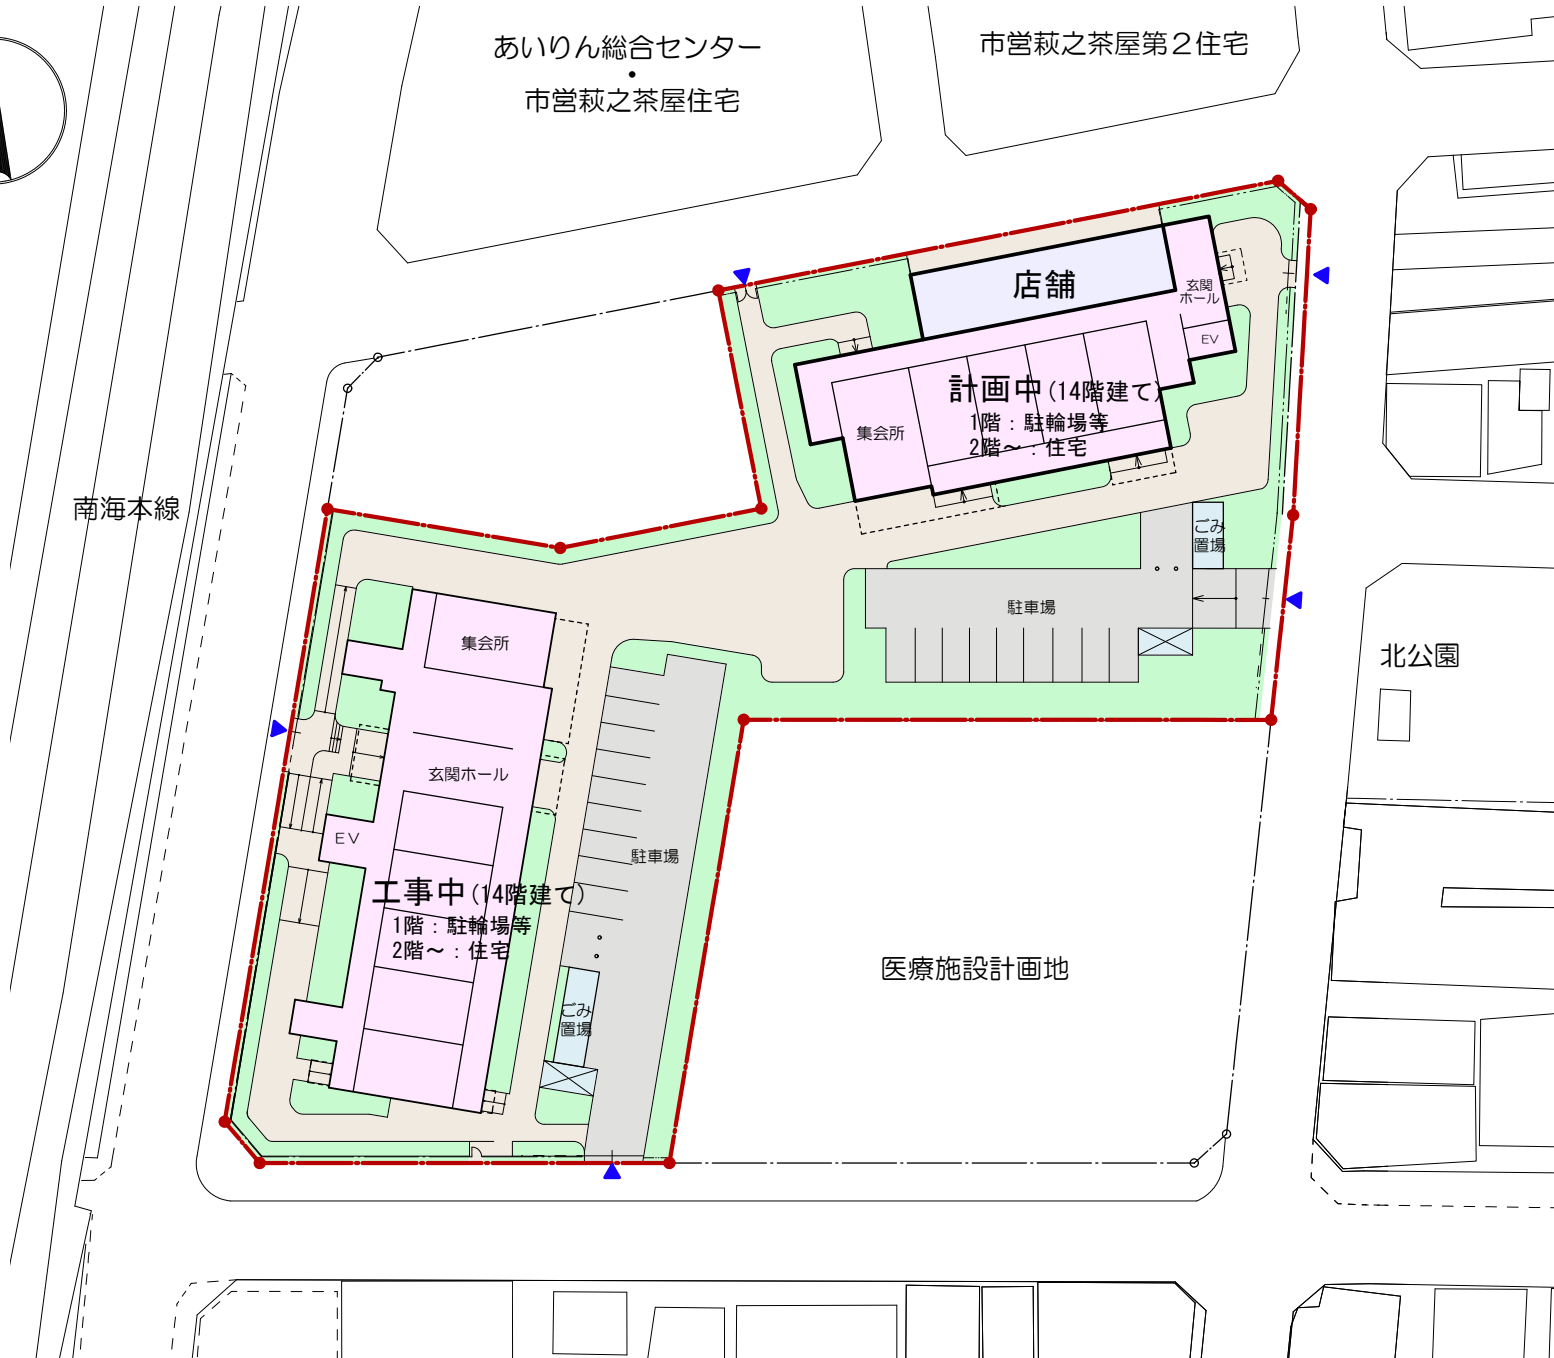 あいりん総合センター
・
市営萩之茶屋住宅
市営萩之茶屋第２住宅
店舗
玄関
ホール
EV
計画中(14階建て)
1階：駐輪場等
2階～：住宅
集会所
南海本線
ごみ
置場
駐車場
集会所
北公園
玄関ホール
EV
駐車場
工事中(14階建て)
1階：駐輪場等
2階～：住宅
医療施設計画地
ごみ
置場